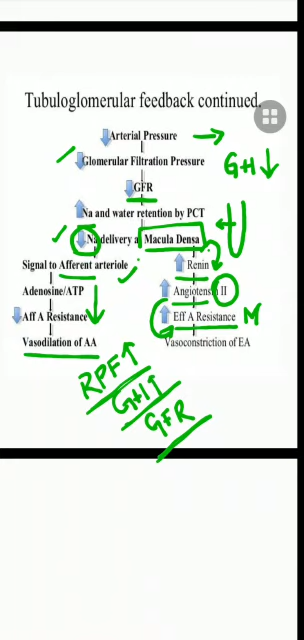 Tubuloglomerular feedback continued.
Arterial Pressure
Glomerular Filtration Pressure
GH
GFR
Na and water retention by PCT
Na delivery a Macula Densa
Signal to Afferent arteriole
Renin
Adenosine/ATP
Angiotensin II
Aff A Resistance
Eff A Resistance M
Vasodilation of AA
Vasoconstriction of EA
RPF↑
GH↑
GFR